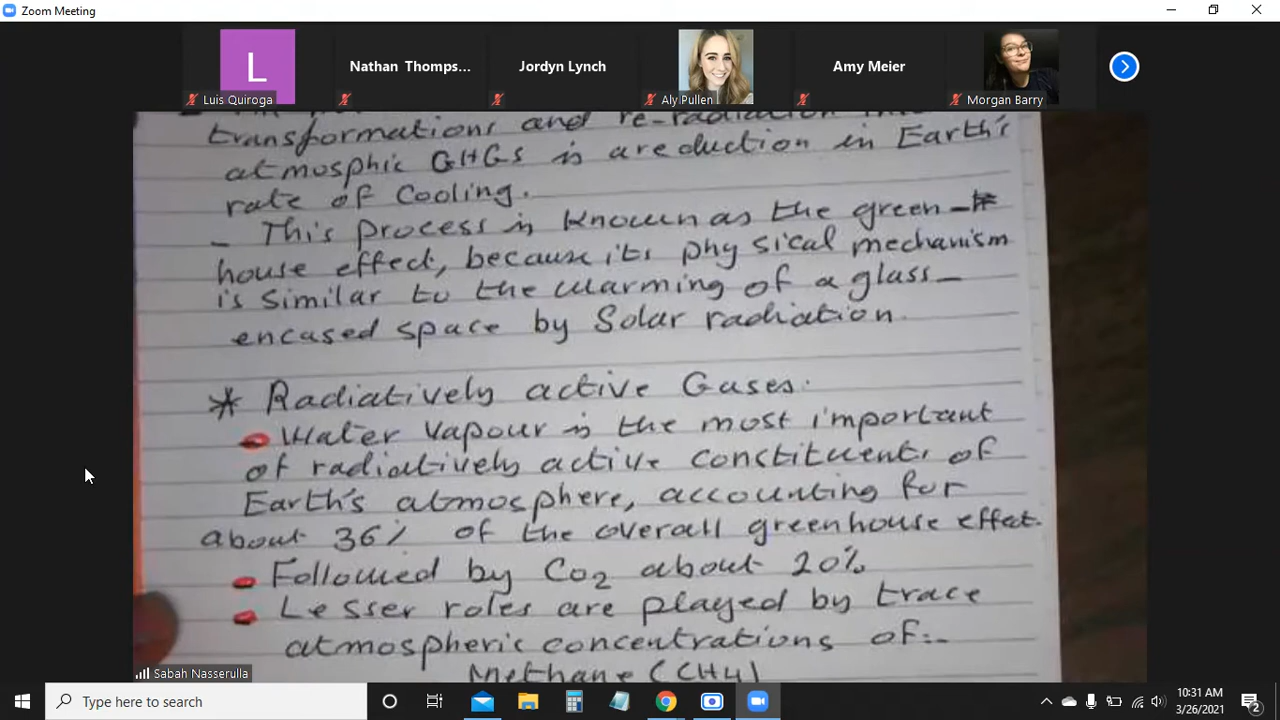 Zoom Meeting
L
Luis Quiroga
Nathan Thomps...
Jordyn Lynch
Aly Pullen
Amy Meier
Morgan Barry
transformations and re-radiation
atmosphic GHGs is a reduction in Earth's
rate of Cooling.
- This process is known as the green-
house effect, because its physical mechanism
is similar to the warming of a glass-
encased space by Solar radiation.
* Radiatively active Gases:
Water Vapour is the most important
of radiatively active constituents of
Earth's atmosphere, accounting for
about 36% of the overall greenhouse effect.
Followed by CO2 about 20%
Lesser roles are played by trace
atmospheric concentrations of:-
Methane (CH4)
Sabah Nasserulla
Type here to search
10:31 AM
3/26/2021
2